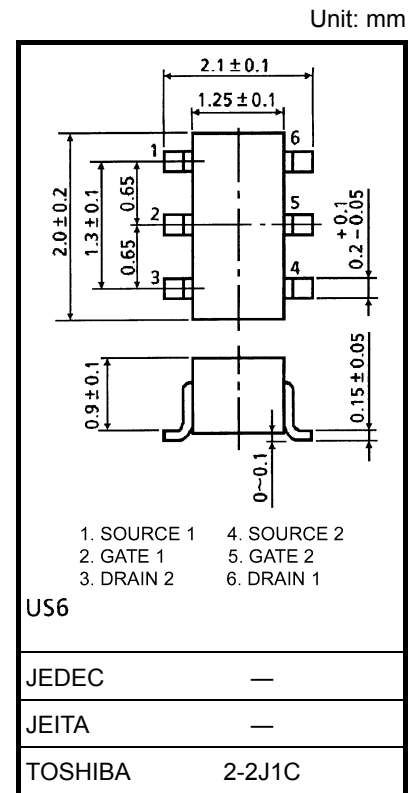 Unit: mm
2.1 ± 0.1
1.25 ± 0.1
1
6
2
5
3
4
2.0 ± 0.2
1.3 ± 0.1
0.65
0.65
+ 0.1
0.2 – 0.05
0.9 ± 0.1
0.15 ± 0.05
0~0.1
1. SOURCE 1 4. SOURCE 2
2. GATE 1 5. GATE 2
3. DRAIN 2 6. DRAIN 1
US6
JEDEC —
JEITA —
TOSHIBA 2-2J1C